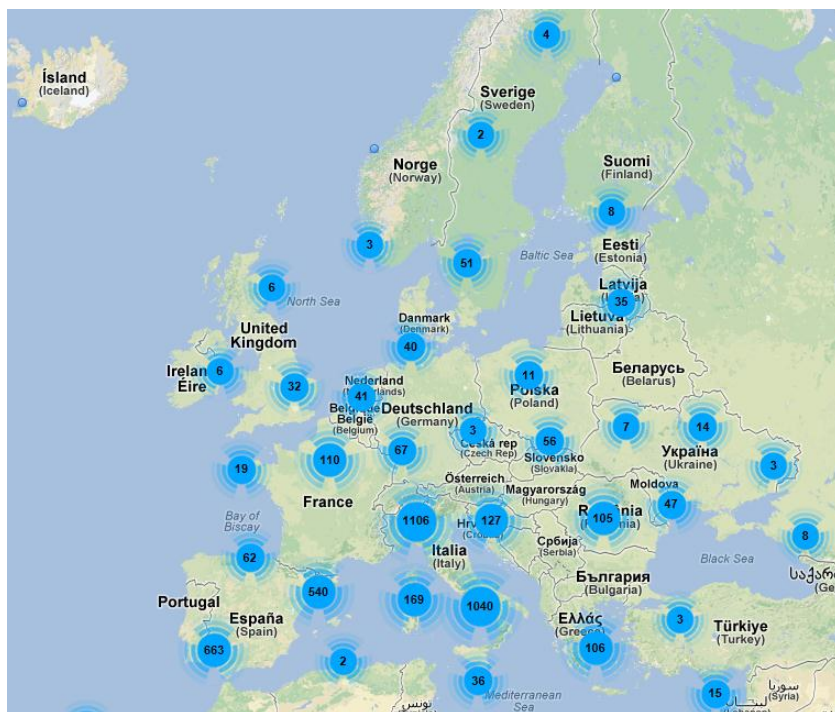 4
Ísland
(Iceland)
Sverige
(Sweden)
2
Norge
(Norway)
Suomi
(Finland)
8
3
Eesti
(Estonia)
51
Baltic Sea
6
North Sea
Latvija
35
Danmark
(Denmark)
Lietuva
(Lithuania)
United
Kingdom
40
6
Éire
32
Nederland
41
11
Polska
(Poland)
Беларусь
(Belarus)
België
(Belgium)
Deutschland
(Germany)
3
Česká rep
(Czech Rep)
7
14
Україна
(Ukraine)
110
67
56
Slovensko
(Slovakia)
3
19
France
Österreich
(Austria)
Magyarország
(Hungary)
Moldova
47
Bay of
Biscay
1106
127
105
Italia
(Italy)
Србија
(Serbia)
8
Black Sea
62
България
(Bulgaria)
Portugal
España
(Spain)
540
169
1040
Ελλάς
3
Türkiye
(Turkey)
663
2
106
36
Mediterranean
Sea
15
سوريا
(Syria)
تونس